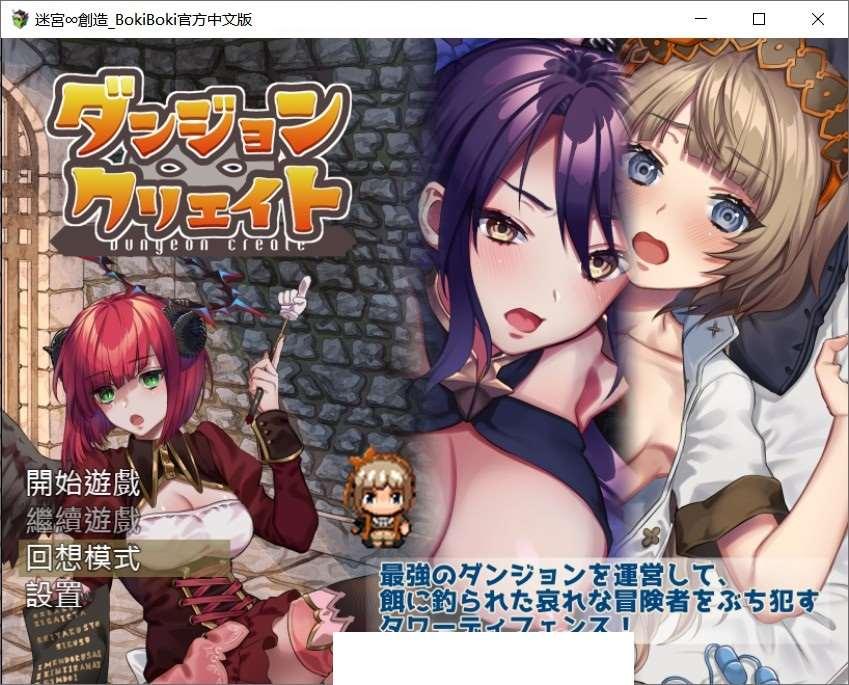 迷宮∞創造_BokiBoki官方中文版
ダンジョン
クリエイト
Dungeon Create
開始遊戲
繼續遊戲
回想模式
設置
最強のダンジョンを運営して、
餌に釣られた哀れな冒険者をぶち犯す
タワーディフェンス！